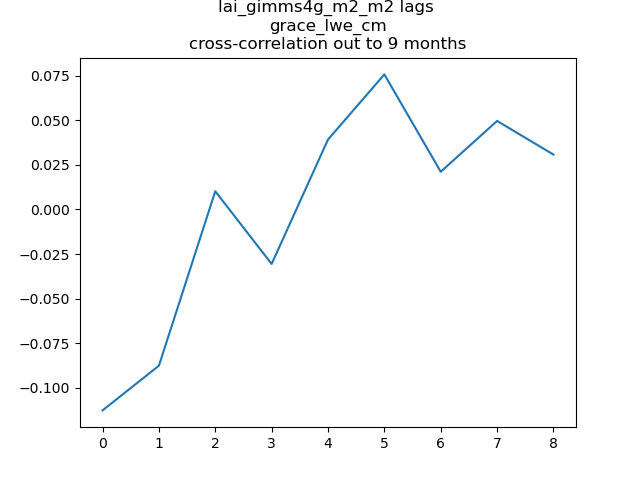 lai_gimms4g_m2_m2 lags
grace_lwe_cm
cross-correlation out to 9 months
0.075
0.050
0.025
0.000
−0.025
−0.050
−0.075
−0.100
0 1 2 3 4 5 6 7 8